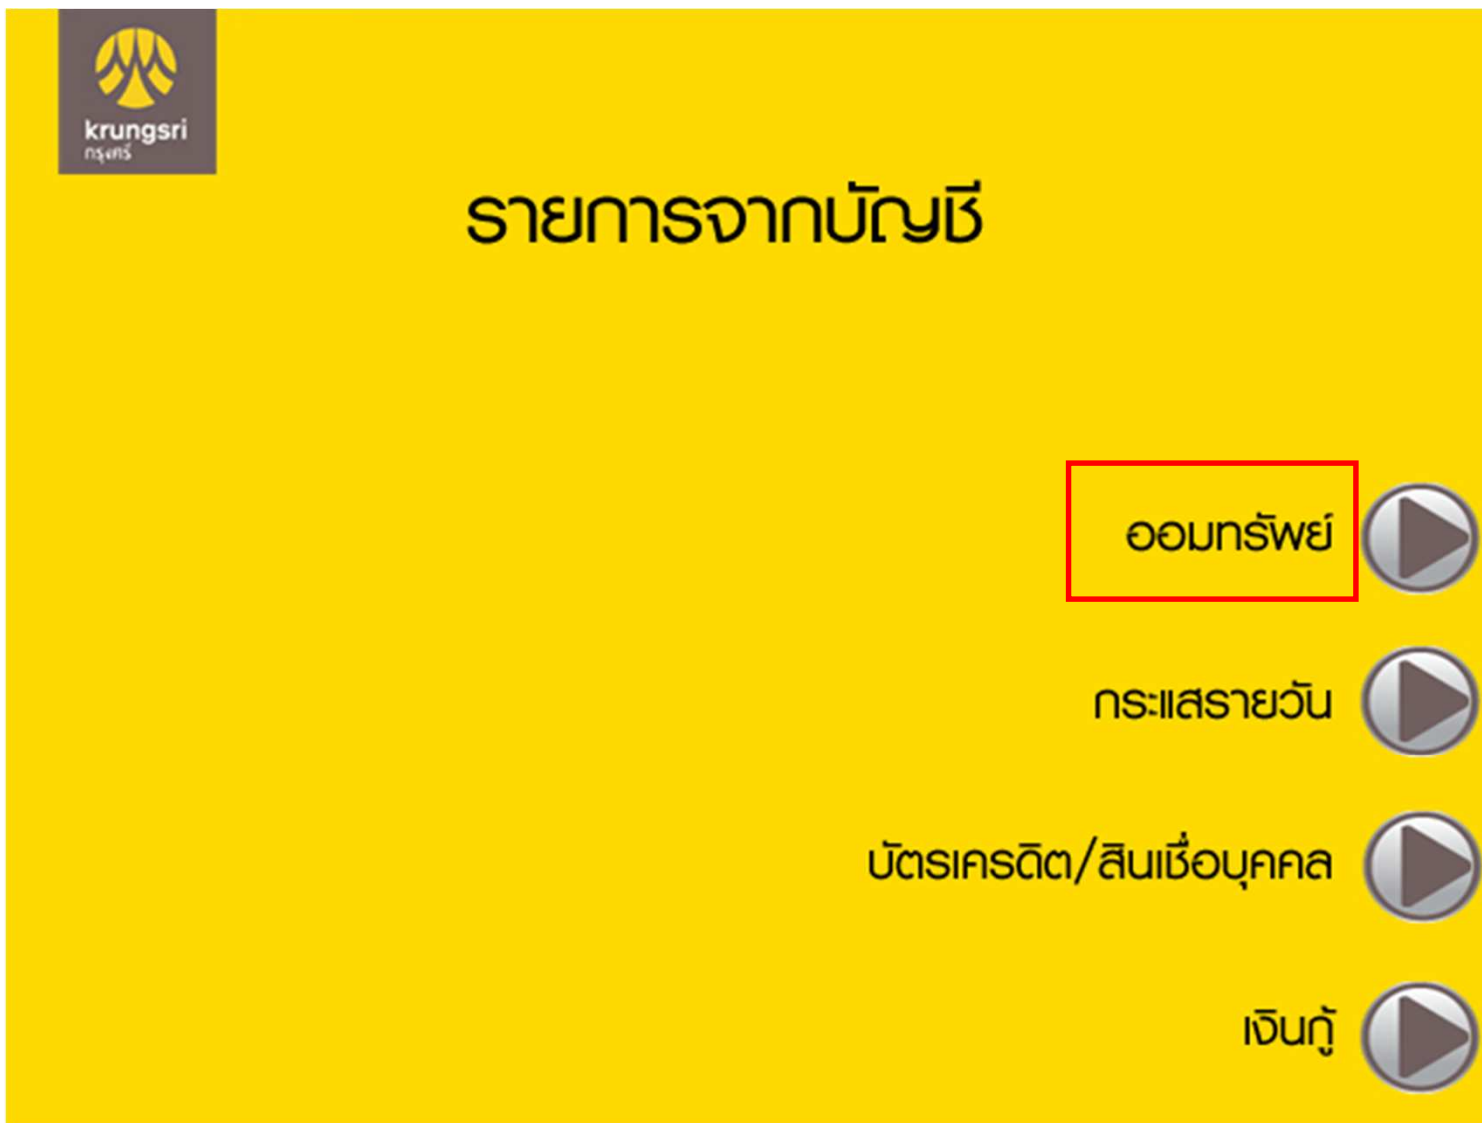 krungsri
กรุงศรี
รายการจากบัญชี
ออมทรัพย์
กระแสรายวัน
บัตรเครดิต/สินเชื่อบุคคล
เงินกู้